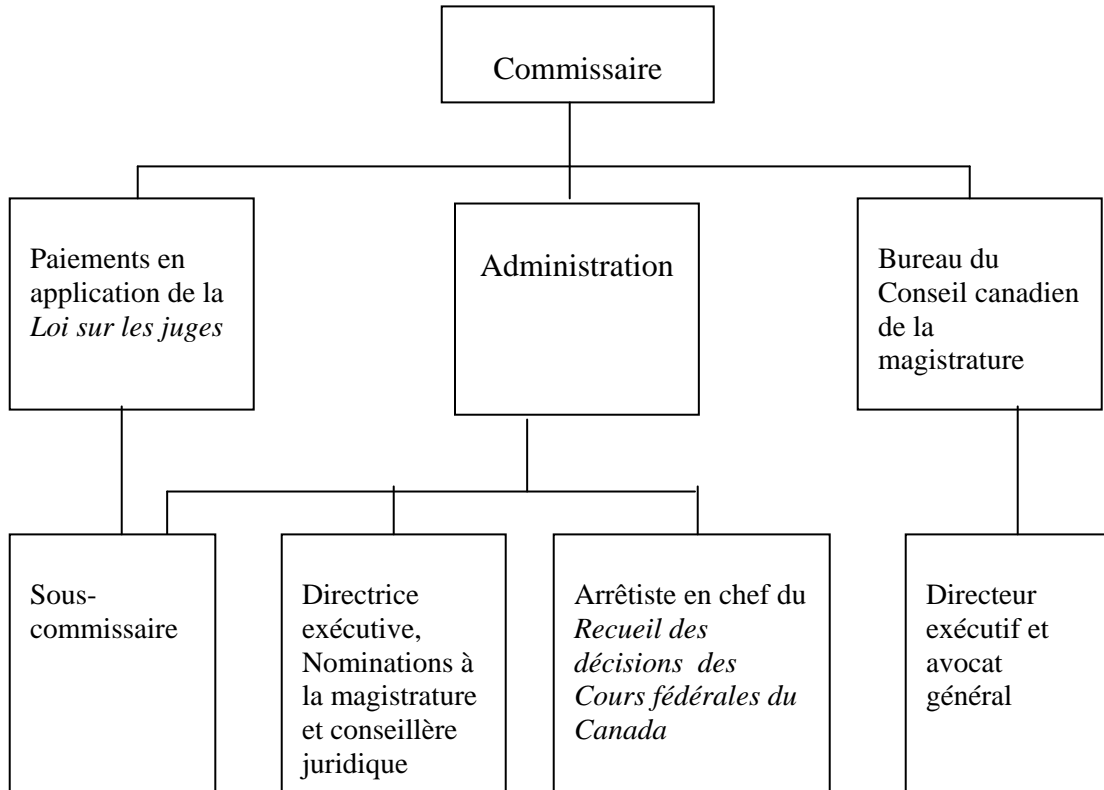 Commissaire
Paiements en
application de la
Loi sur les juges
Administration
Bureau du
Conseil canadien
de la
magistrature
Sous-
commissaire
Directrice
exécutive,
Nominations à
la magistrature
et conseillère
juridique
Arrêtiste en chef du
Recueil des
décisions des
Cours fédérales du
Canada
Directeur
exécutif et
avocat
général